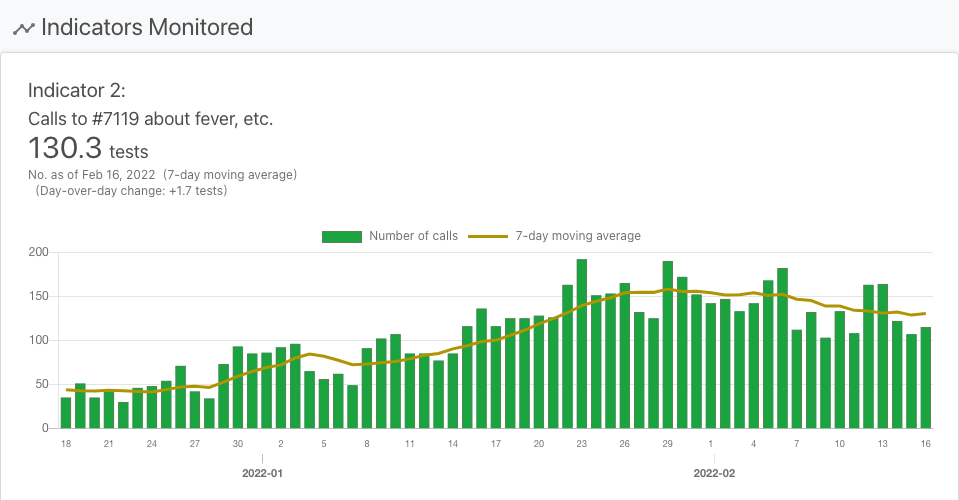 Indicators Monitored
Indicator 2:
Calls to #7119 about fever, etc.
130.3 tests
No. as of Feb 16, 2022 (7-day moving average)
(Day-over-day change: +1.7 tests)
Number of calls 7-day moving average
200
150
100
50
0
18 21 24 27 30 2 5 8 11 14 17 20 23 26 29 1 4 7 10 13 16
2022-01 2022-02